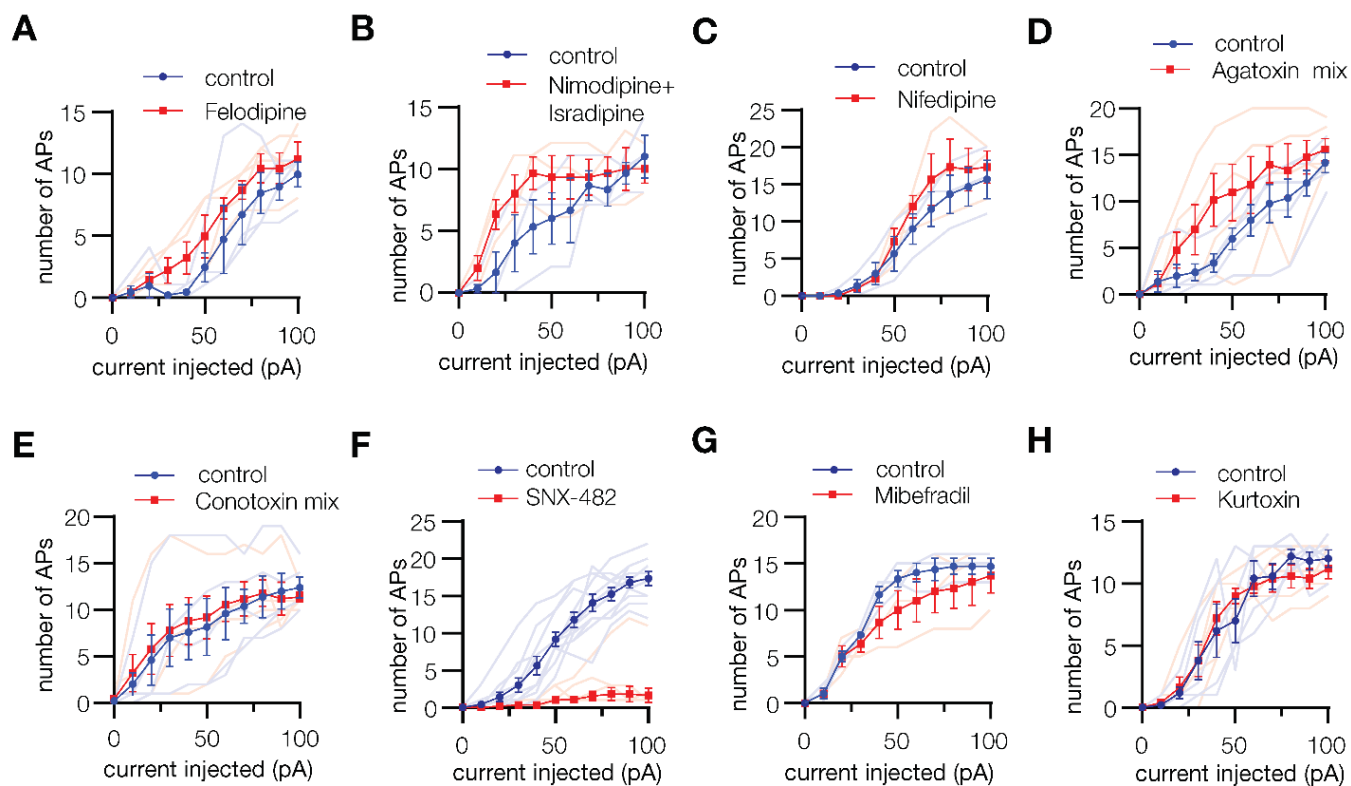 A
control
Felodipine
number of APs
15
10
5
0
0
50
100
current injected (pA)
B
control
Nimodipine+
Isradipine
number of APs
15
10
5
0
0
50
100
current injected (pA)
C
control
Nifedipine
number of APs
25
20
15
10
5
0
0
50
100
current injected (pA)
D
control
Agatoxin mix
number of APs
20
15
10
5
0
0
50
100
current injected (pA)
E
control
Conotoxin mix
number of APs
20
15
10
5
0
0
50
100
current injected (pA)
F
control
SNX-482
number of APs
25
20
15
10
5
0
0
50
100
current injected (pA)
G
control
Mibefradil
number of APs
20
15
10
5
0
0
50
100
current injected (pA)
H
control
Kurtoxin
number of APs
15
10
5
0
0
50
100
current injected (pA)